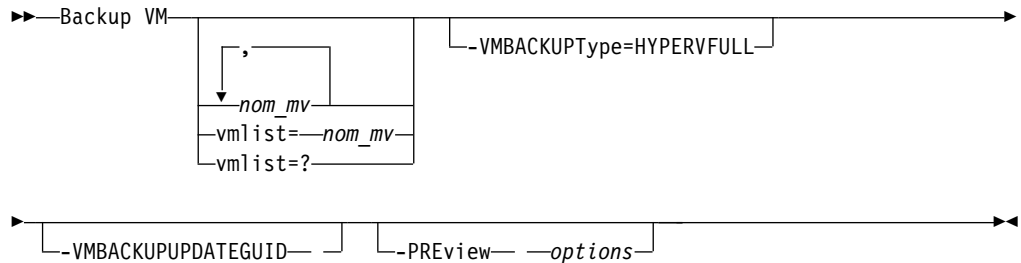 Backup VM
-VMBACKUPType=HYPERVFULL
,
nom_mv
vmlist= nom_mv
vmlist=?
-VMBACKUPUPDATEGUID
-PREview options